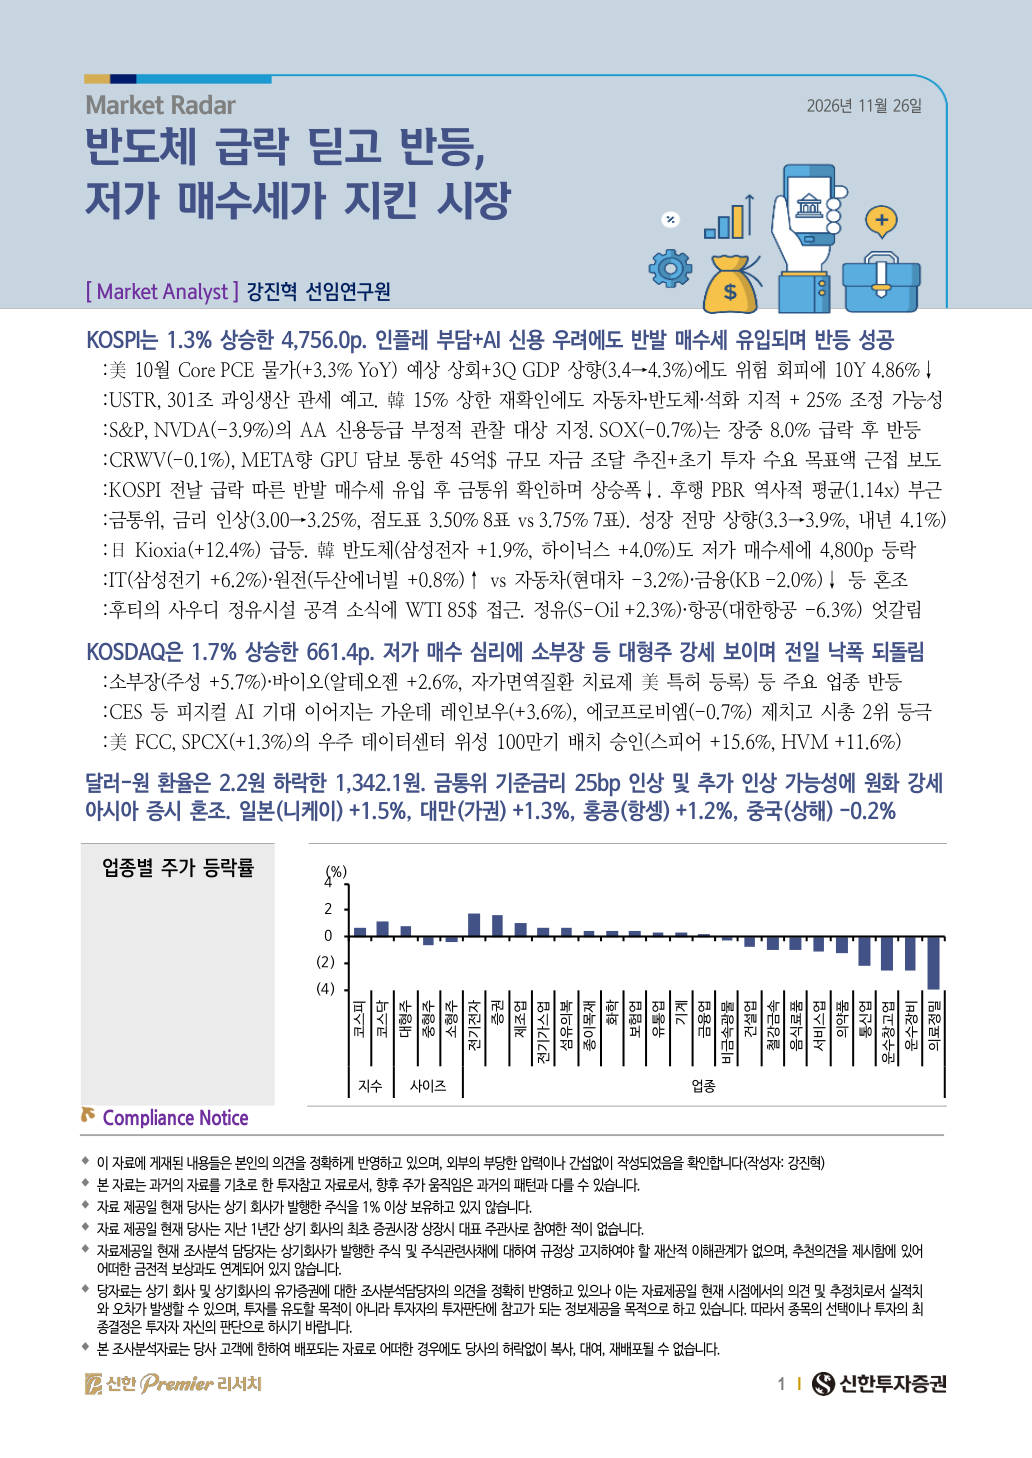 Market Radar
2026년 11월 26일
반도체 급락 딛고 반등,
저가 매수세가 지킨 시장
[ Market Analyst ] 강진혁 선임연구원
KOSPI는 1.3% 상승한 4,756.0p. 인플레 부담+AI 신용 우려에도 반발 매수세 유입되며 반등 성공
:美 10월 Core PCE 물가(+3.3% YoY) 예상 상회+3Q GDP 상향(3.4→4.3%)에도 위험 회피에 10Y 4.86%↓
:USTR, 301조 과잉생산 관세 예고. 韓 15% 상한 재확인에도 자동차·반도체·석화 지적 + 25% 조정 가능성
:S&P, NVDA(-3.9%)의 AA 신용등급 부정적 관찰 대상 지정. SOX(-0.7%)는 장중 8.0% 급락 후 반등
:CRWV(-0.1%), META향 GPU 담보 통한 45억$ 규모 자금 조달 추진+초기 투자 수요 목표액 근접 보도
:KOSPI 전날 급락 따른 반발 매수세 유입 후 금통위 확인하며 상승폭↓. 후행 PBR 역사적 평균(1.14x) 부근
:금통위, 금리 인상(3.00→3.25%, 점도표 3.50% 8표 vs 3.75% 7표). 성장 전망 상향(3.3→3.9%, 내년 4.1%)
:日 Kioxia(+12.4%) 급등. 韓 반도체(삼성전자 +1.9%, 하이닉스 +4.0%)도 저가 매수세에 4,800p 등락
:IT(삼성전기 +6.2%)·원전(두산에너빌 +0.8%)↑ vs 자동차(현대차 -3.2%)·금융(KB -2.0%)↓ 등 혼조
:후티의 사우디 정유시설 공격 소식에 WTI 85$ 접근. 정유(S-Oil +2.3%)·항공(대한항공 -6.3%) 엇갈림
KOSDAQ은 1.7% 상승한 661.4p. 저가 매수 심리에 소부장 등 대형주 강세 보이며 전일 낙폭 되돌림
:소부장(주성 +5.7%)·바이오(알테오젠 +2.6%, 자가면역질환 치료제 美 특허 등록) 등 주요 업종 반등
:CES 등 피지컬 AI 기대 이어지는 가운데 레인보우(+3.6%), 에코프로비엠(-0.7%) 제치고 시총 2위 등극
:美 FCC, SPCX(+1.3%)의 우주 데이터센터 위성 100만기 배치 승인(스피어 +15.6%, HVM +11.6%)
달러-원 환율은 2.2원 하락한 1,342.1원. 금통위 기준금리 25bp 인상 및 추가 인상 가능성에 원화 강세
아시아 증시 혼조. 일본(니케이) +1.5%, 대만(가권) +1.3%, 홍콩(항셍) +1.2%, 중국(상해) -0.2%
업종별 주가 등락률
(%)
4
2
0
(2)
(4)
코스피
코스닥
대형주
중형주
소형주
전기전자
증권
제조업
전기가스업
섬유의복
종이목재
화학
보험업
유통업
기계
금융업
비금속광물
건설업
철강금속
음식료품
서비스업
의약품
통신업
운수창고업
운수장비
의료정밀
지수
사이즈
업종
Compliance Notice
◆ 이 자료에 게재된 내용들은 본인의 의견을 정확하게 반영하고 있으며, 외부의 부당한 압력이나 간섭없이 작성되었음을 확인합니다(작성자: 강진혁)
◆ 본 자료는 과거의 자료를 기초로 한 투자참고 자료로서, 향후 주가 움직임은 과거의 패턴과 다를 수 있습니다.
◆ 자료 제공일 현재 당사는 상기 회사가 발행한 주식을 1% 이상 보유하고 있지 않습니다.
◆ 자료 제공일 현재 당사는 지난 1년간 상기 회사의 최초 증권시장 상장시 대표 주관사로 참여한 적이 없습니다.
◆ 자료제공일 현재 조사분석 담당자는 상기회사가 발행한 주식 및 주식관련사채에 대하여 규정상 고지하여야 할 재산적 이해관계가 없으며, 추천의견을 제시함에 있어
어떠한 금전적 보상과도 연계되어 있지 않습니다.
◆ 당자료는 상기 회사 및 상기회사의 유가증권에 대한 조사분석담당자의 의견을 정확히 반영하고 있으나 이는 자료제공일 현재 시점에서의 의견 및 추정치로서 실적치
와 오차가 발생할 수 있으며, 투자를 유도할 목적이 아니라 투자자의 투자판단에 참고가 되는 정보제공을 목적으로 하고 있습니다. 따라서 종목의 선택이나 투자의 최
종결정은 투자자 자신의 판단으로 하시기 바랍니다.
◆ 본 조사분석자료는 당사 고객에 한하여 배포되는 자료로 어떠한 경우에도 당사의 허락없이 복사, 대여, 재배포될 수 없습니다.
신한 Premier 리서치
1 | 신한투자증권